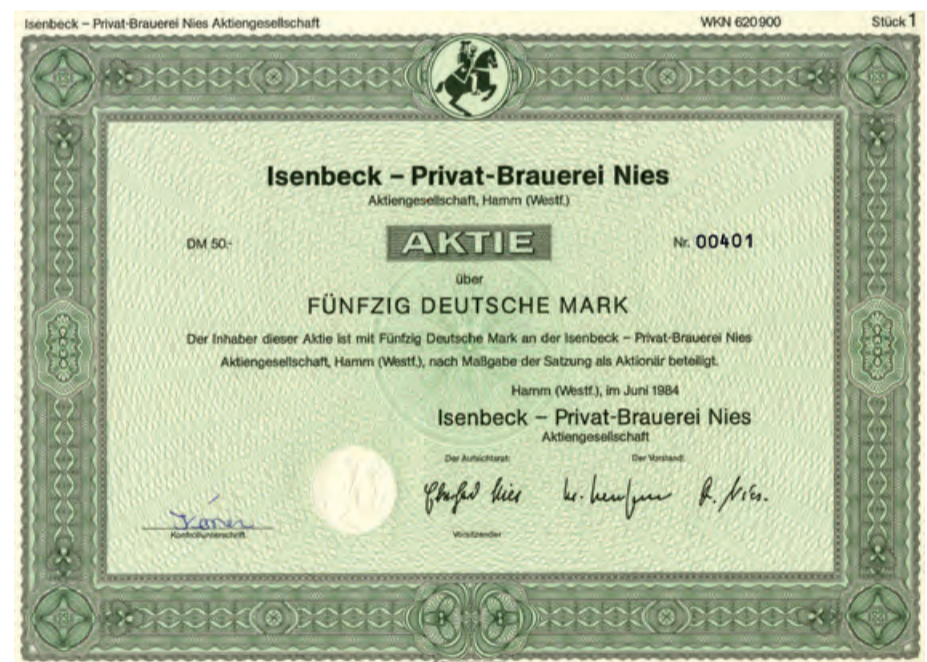 Isenbeck – Privat-Brauerei Nies Aktiengesellschaft WKN 620900 Stück 1
Isenbeck – Privat-Brauerei Nies
Aktiengesellschaft, Hamm (Westf.)
DM 50.- AKTIE Nr. 00401
über
FÜNFZIG DEUTSCHE MARK
Der Inhaber dieser Aktie ist mit Fünfzig Deutsche Mark an der Isenbeck – Privat-Brauerei Nies
Aktiengesellschaft, Hamm (Westf.), nach Maßgabe der Satzung als Aktionär beteiligt.
Hamm (Westf.), im Juni 1984
Isenbeck – Privat-Brauerei Nies
Aktiengesellschaft
Der Aufsichtsrat: Der Vorstand:
Nies R. Nies.
Kontrollunterschrift Vorsitzender